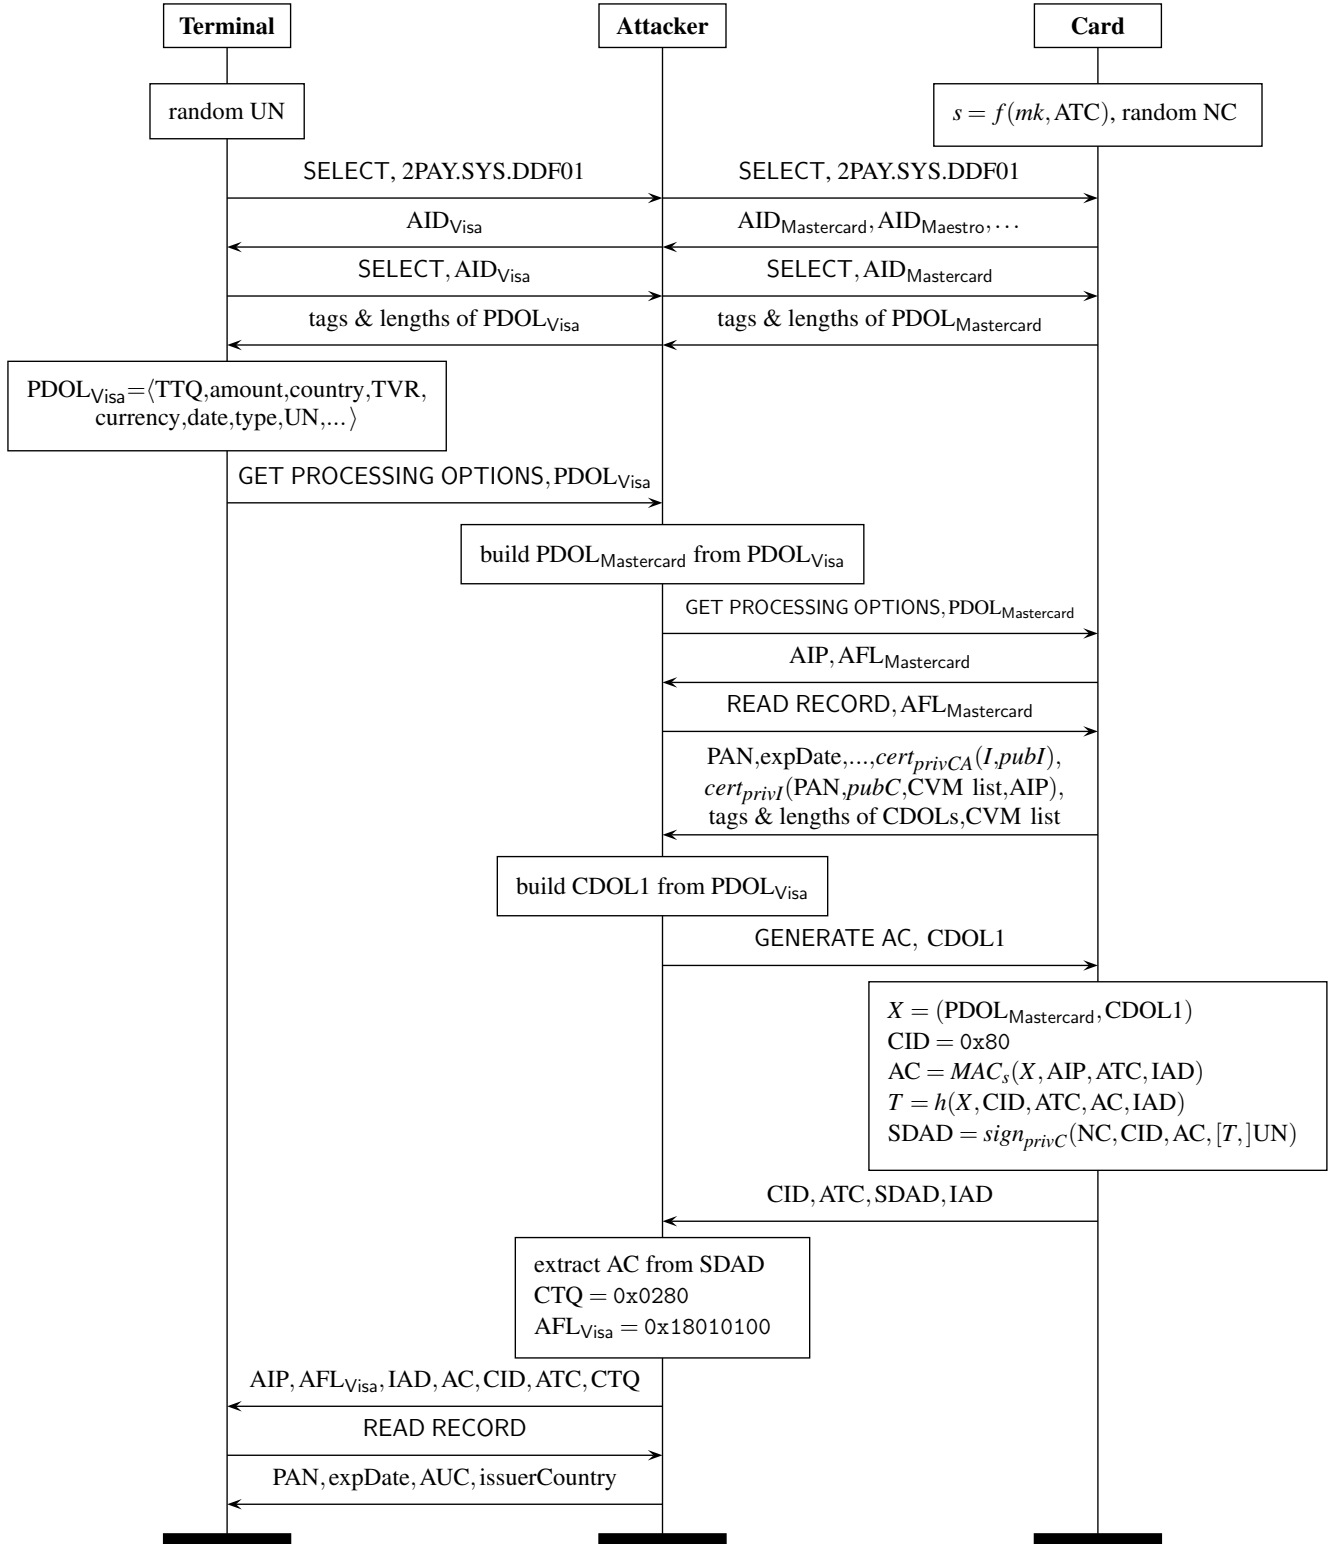 Terminal
Attacker
Card
random UN
s = f(mk, ATC), random NC
SELECT, 2PAY.SYS.DDF01
SELECT, 2PAY.SYS.DDF01
AID_Visa
AID_Mastercard, AID_Maestro, …
SELECT, AID_Visa
SELECT, AID_Mastercard
tags & lengths of PDOL_Visa
tags & lengths of PDOL_Mastercard
PDOL_Visa=⟨TTQ,amount,country,TVR,
currency,date,type,UN,...⟩
GET PROCESSING OPTIONS, PDOL_Visa
build PDOL_Mastercard from PDOL_Visa
GET PROCESSING OPTIONS, PDOL_Mastercard
AIP, AFL_Mastercard
READ RECORD, AFL_Mastercard
PAN,expDate,...,cert_privCA(I,pubI),
cert_privI(PAN,pubC,CVM list,AIP),
tags & lengths of CDOLs,CVM list
build CDOL1 from PDOL_Visa
GENERATE AC, CDOL1
X = (PDOL_Mastercard, CDOL1)
CID = 0x80
AC = MAC_s(X, AIP, ATC, IAD)
T = h(X, CID, ATC, AC, IAD)
SDAD = sign_privC(NC, CID, AC, [T, ]UN)
CID, ATC, SDAD, IAD
extract AC from SDAD
CTQ = 0x0280
AFL_Visa = 0x18010100
AIP, AFL_Visa, IAD, AC, CID, ATC, CTQ
READ RECORD
PAN, expDate, AUC, issuerCountry